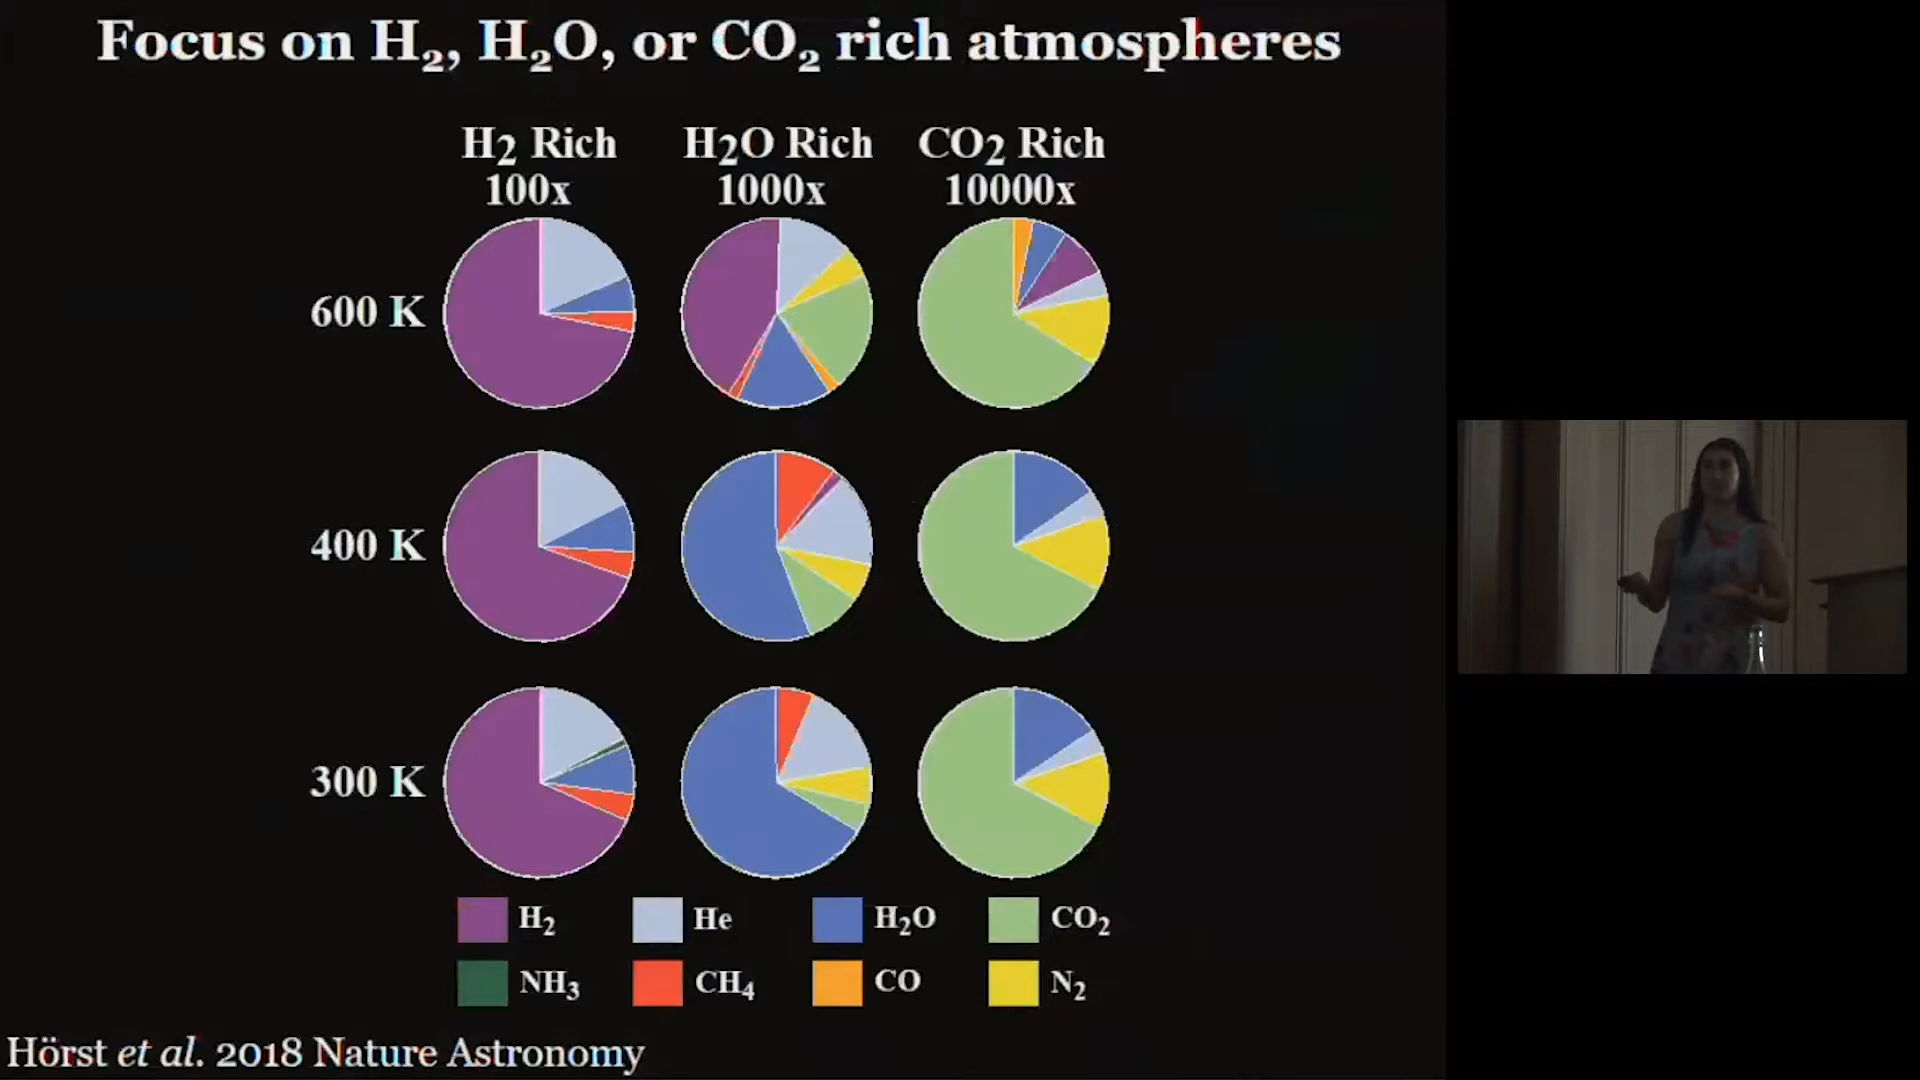 Focus on H₂, H₂O, or CO₂ rich atmospheres
H2 Rich H2O Rich CO2 Rich
100x 1000x 10000x
600 K
400 K
300 K
H₂ He H₂O CO₂
NH₃ CH₄ CO N₂
Hörst et al. 2018 Nature Astronomy